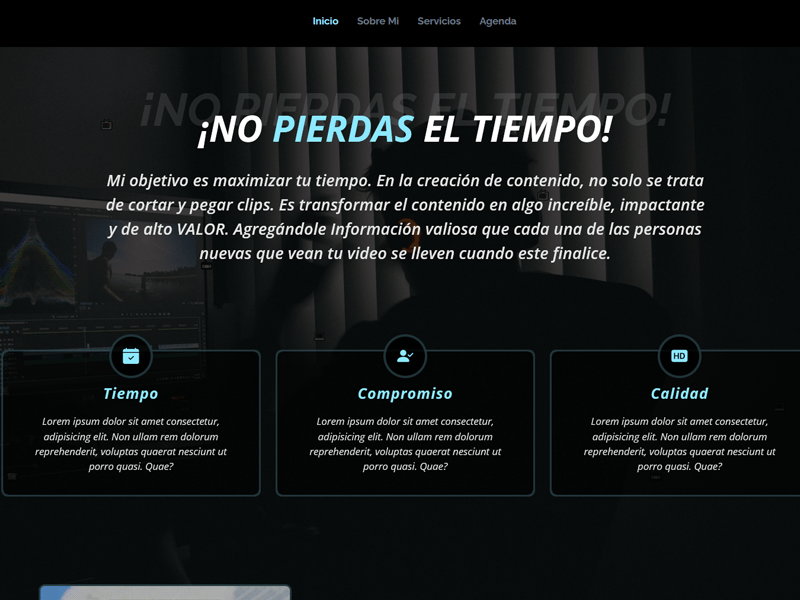 Inicio Sobre Mi Servicios Agenda
¡NO PIERDAS EL TIEMPO!
¡NO PIERDAS EL TIEMPO!
Mi objetivo es maximizar tu tiempo. En la creación de contenido, no solo se trata
de cortar y pegar clips. Es transformar el contenido en algo increíble, impactante
y de alto VALOR. Agregándole Información valiosa que cada una de las personas
nuevas que vean tu video se lleven cuando este finalice.
HD
Tiempo
Lorem ipsum dolor sit amet consectetur,
adipisicing elit. Non ullam rem dolorum
reprehenderit, voluptas quaerat nesciunt ut
porro quasi. Quae?
Compromiso
Lorem ipsum dolor sit amet consectetur,
adipisicing elit. Non ullam rem dolorum
reprehenderit, voluptas quaerat nesciunt ut
porro quasi. Quae?
Calidad
Lorem ipsum dolor sit amet consectetur,
adipisicing elit. Non ullam rem dolorum
reprehenderit, voluptas quaerat nesciunt ut
porro quasi. Quae?